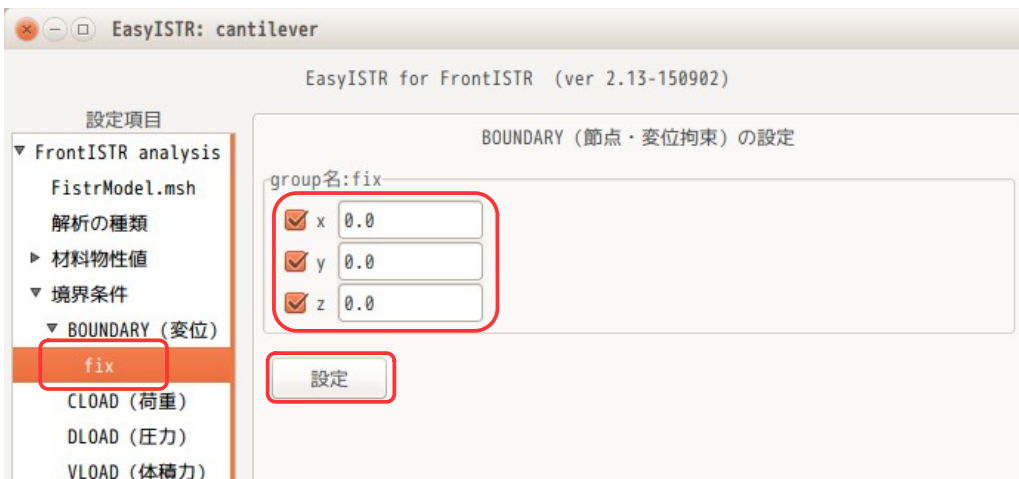 EasyISTR: cantilever
EasyISTR for FrontISTR (ver 2.13-150902)
設定項目
FrontISTR analysis
FistrModel.msh
解析の種類
材料物性値
境界条件
BOUNDARY (変位)
fix
CLOAD (荷重)
DLOAD (圧力)
VLOAD (体積力)
BOUNDARY (節点・変位拘束) の設定
group名:fix
x 0.0
y 0.0
z 0.0
設定